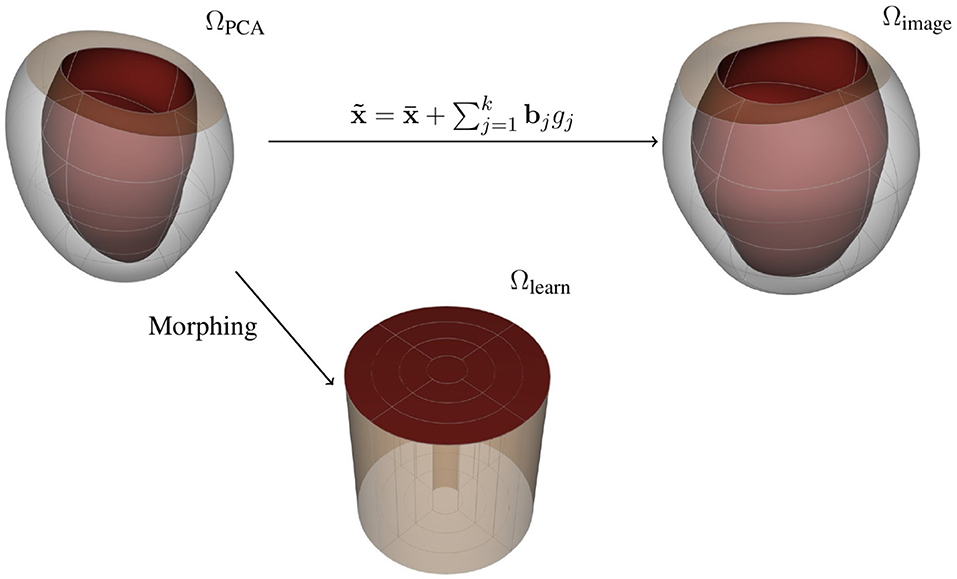 Ω_PCA
Ω_image
x̃ = x̄ + ∑_{j=1}^{k} b_j g_j
Ω_learn
Morphing